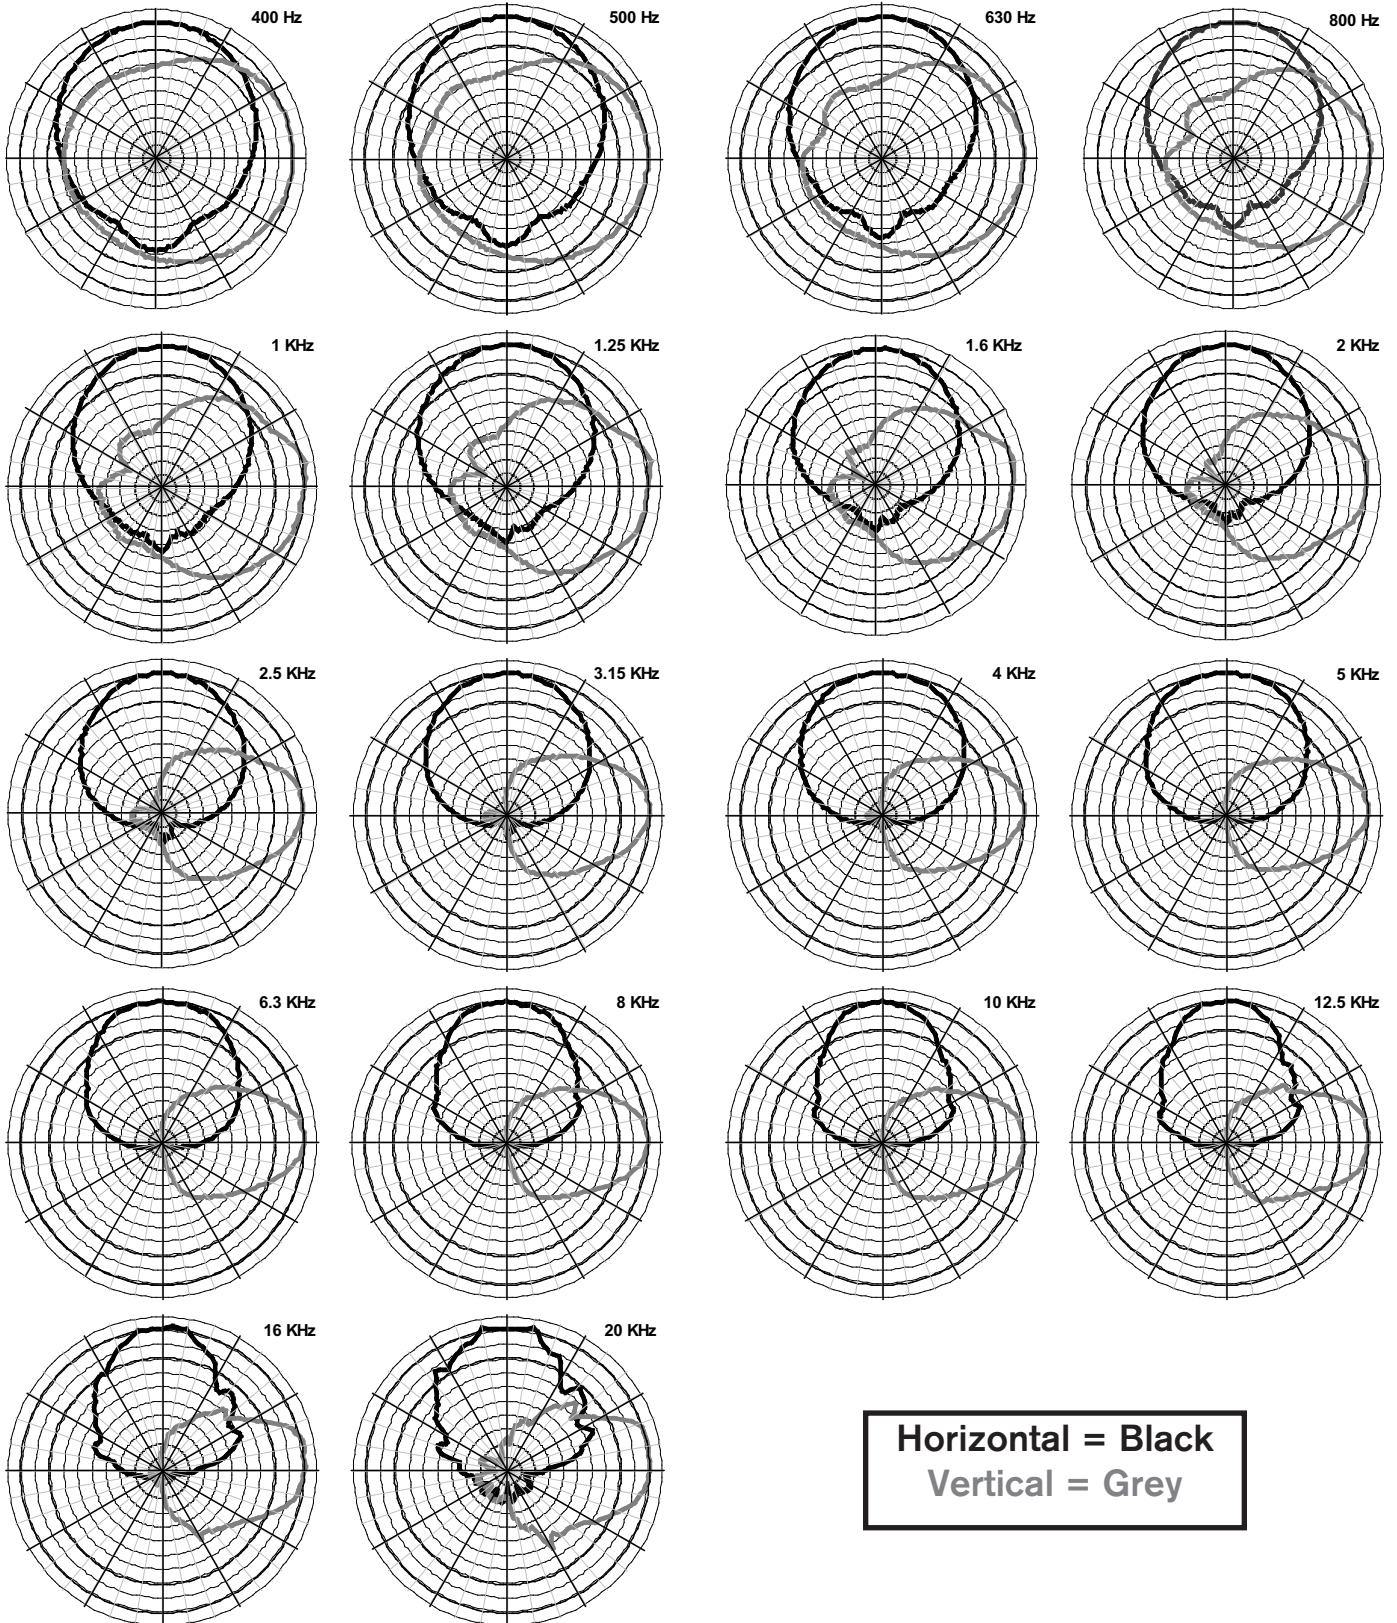 400 Hz
500 Hz
630 Hz
800 Hz
1 KHz
1.25 KHz
1.6 KHz
2 KHz
2.5 KHz
3.15 KHz
4 KHz
5 KHz
6.3 KHz
8 KHz
10 KHz
12.5 KHz
16 KHz
20 KHz
Horizontal = Black
Vertical = Grey